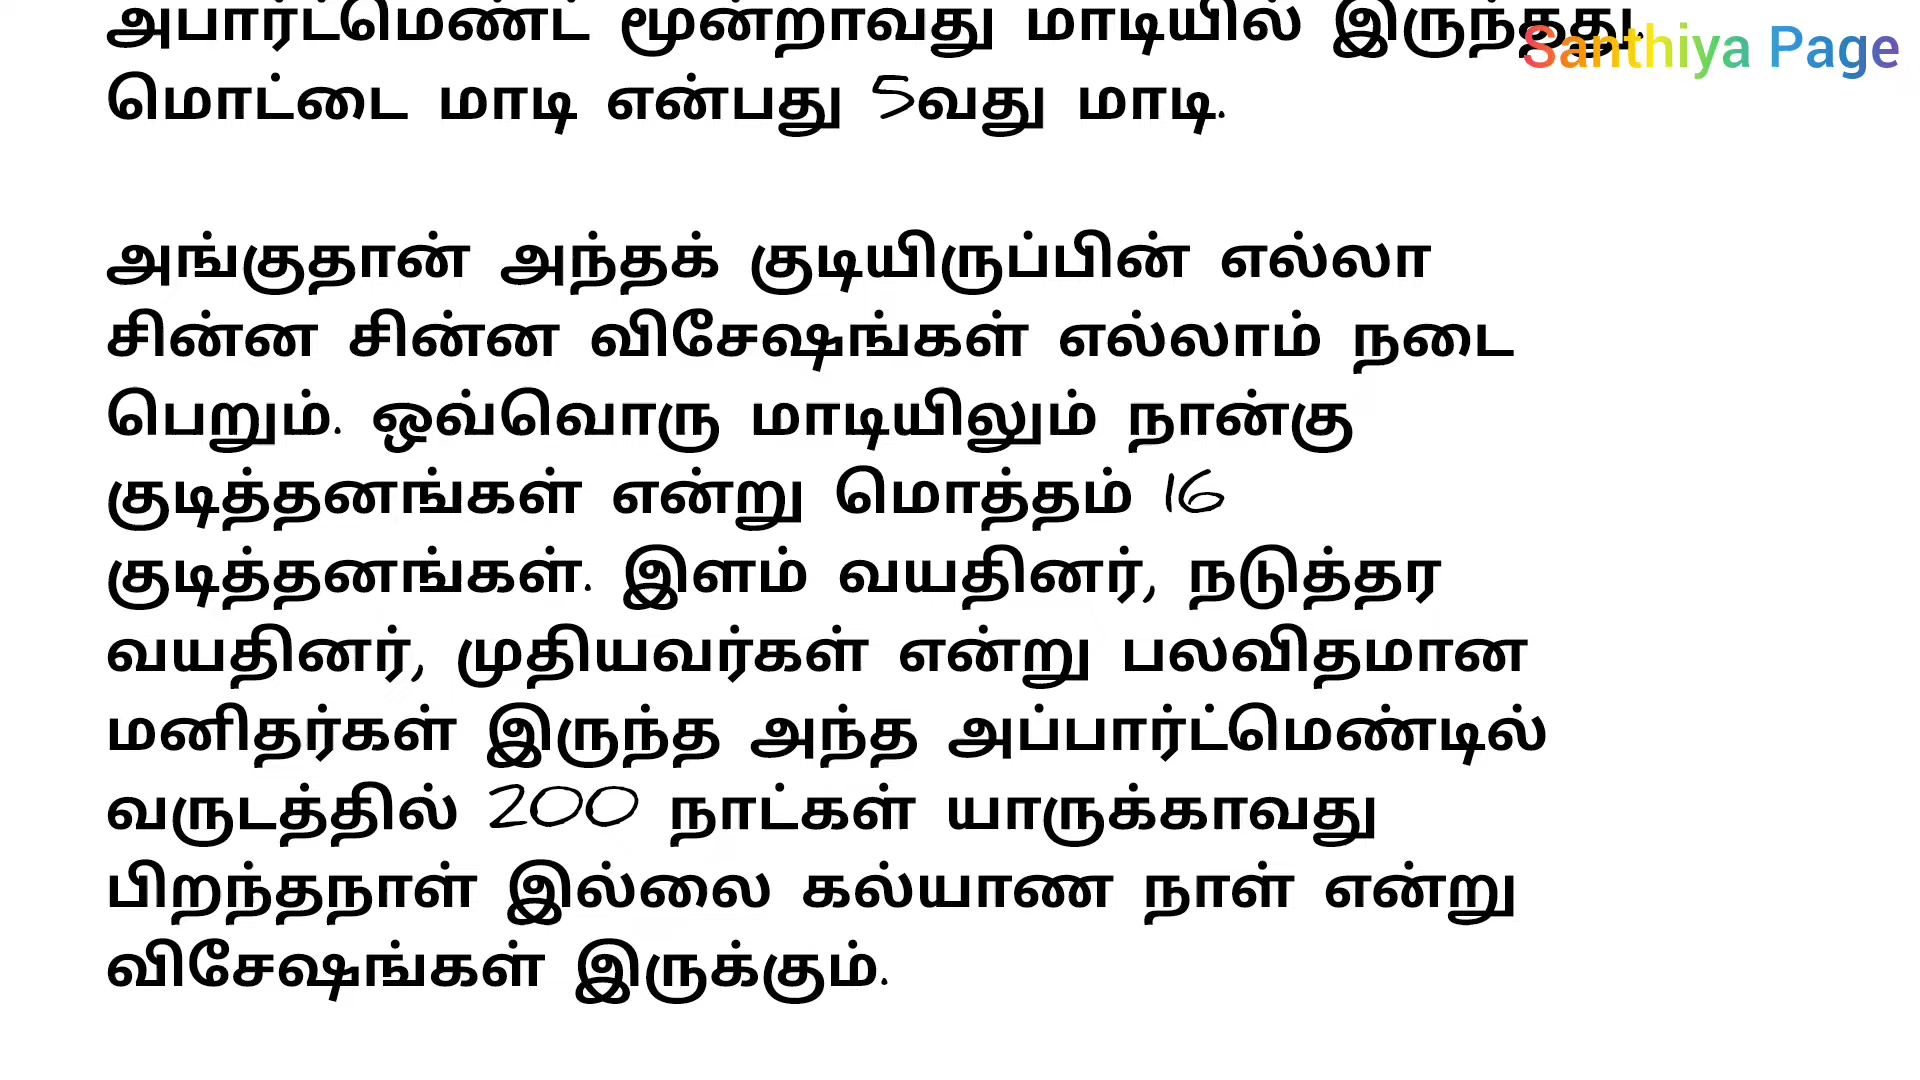 அபார்ட்மெண்ட் மூன்றாவது மாடியில் இருந்தது.
Santhiya Page
மொட்டை மாடி என்பது 5வது மாடி.
அங்குதான் அந்தக் குடியிருப்பின் எல்லா
சின்ன சின்ன விசேஷங்கள் எல்லாம் நடை
பெறும். ஒவ்வொரு மாடியிலும் நான்கு
குடித்தனங்கள் என்று மொத்தம் 16
குடித்தனங்கள். இளம் வயதினர், நடுத்தர
வயதினர், முதியவர்கள் என்று பலவிதமான
மனிதர்கள் இருந்த அந்த அப்பார்ட்மெண்டில்
வருடத்தில் 200 நாட்கள் யாருக்காவது
பிறந்தநாள் இல்லை கல்யாண நாள் என்று
விசேஷங்கள் இருக்கும்.